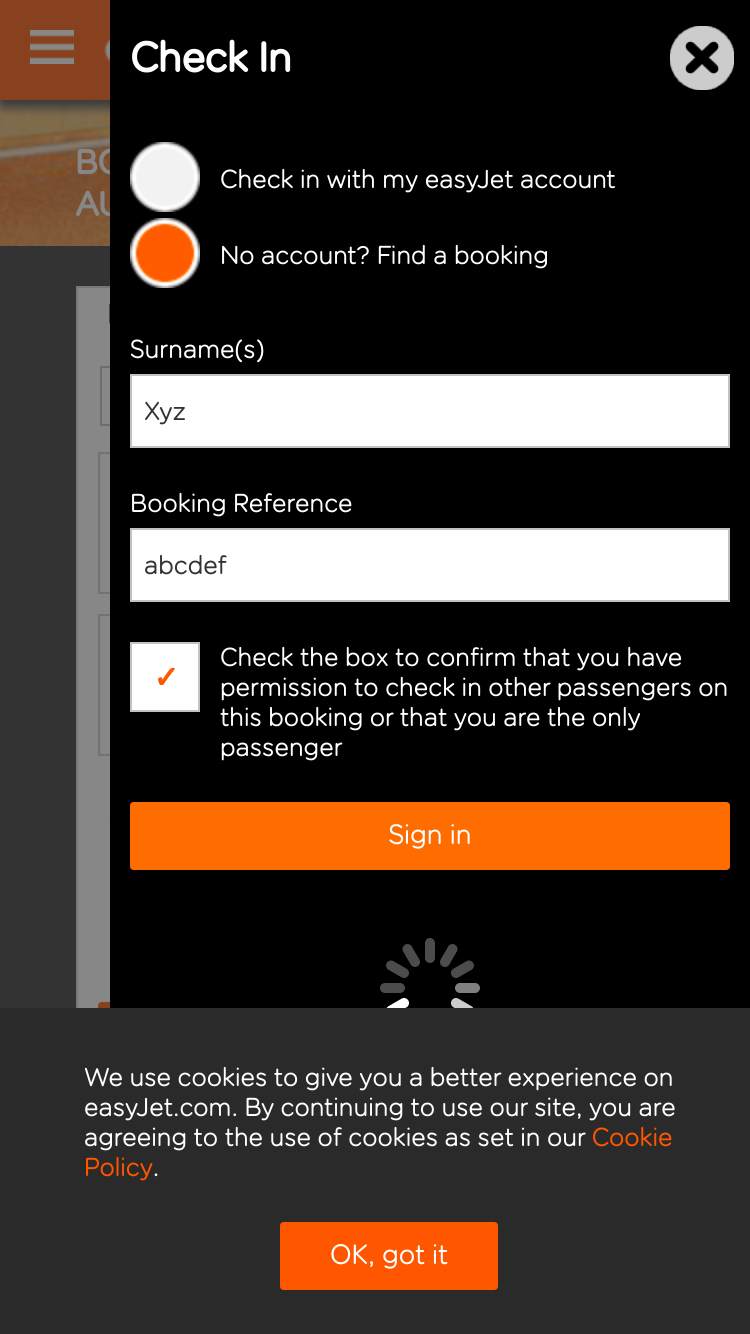 Check In
Check in with my easyJet account
No account? Find a booking
Surname(s)
Xyz
Booking Reference
abcdef
Check the box to confirm that you have
permission to check in other passengers on
this booking or that you are the only
passenger
Sign in
We use cookies to give you a better experience on
easyJet.com. By continuing to use our site, you are
agreeing to the use of cookies as set in our Cookie
Policy.
OK, got it